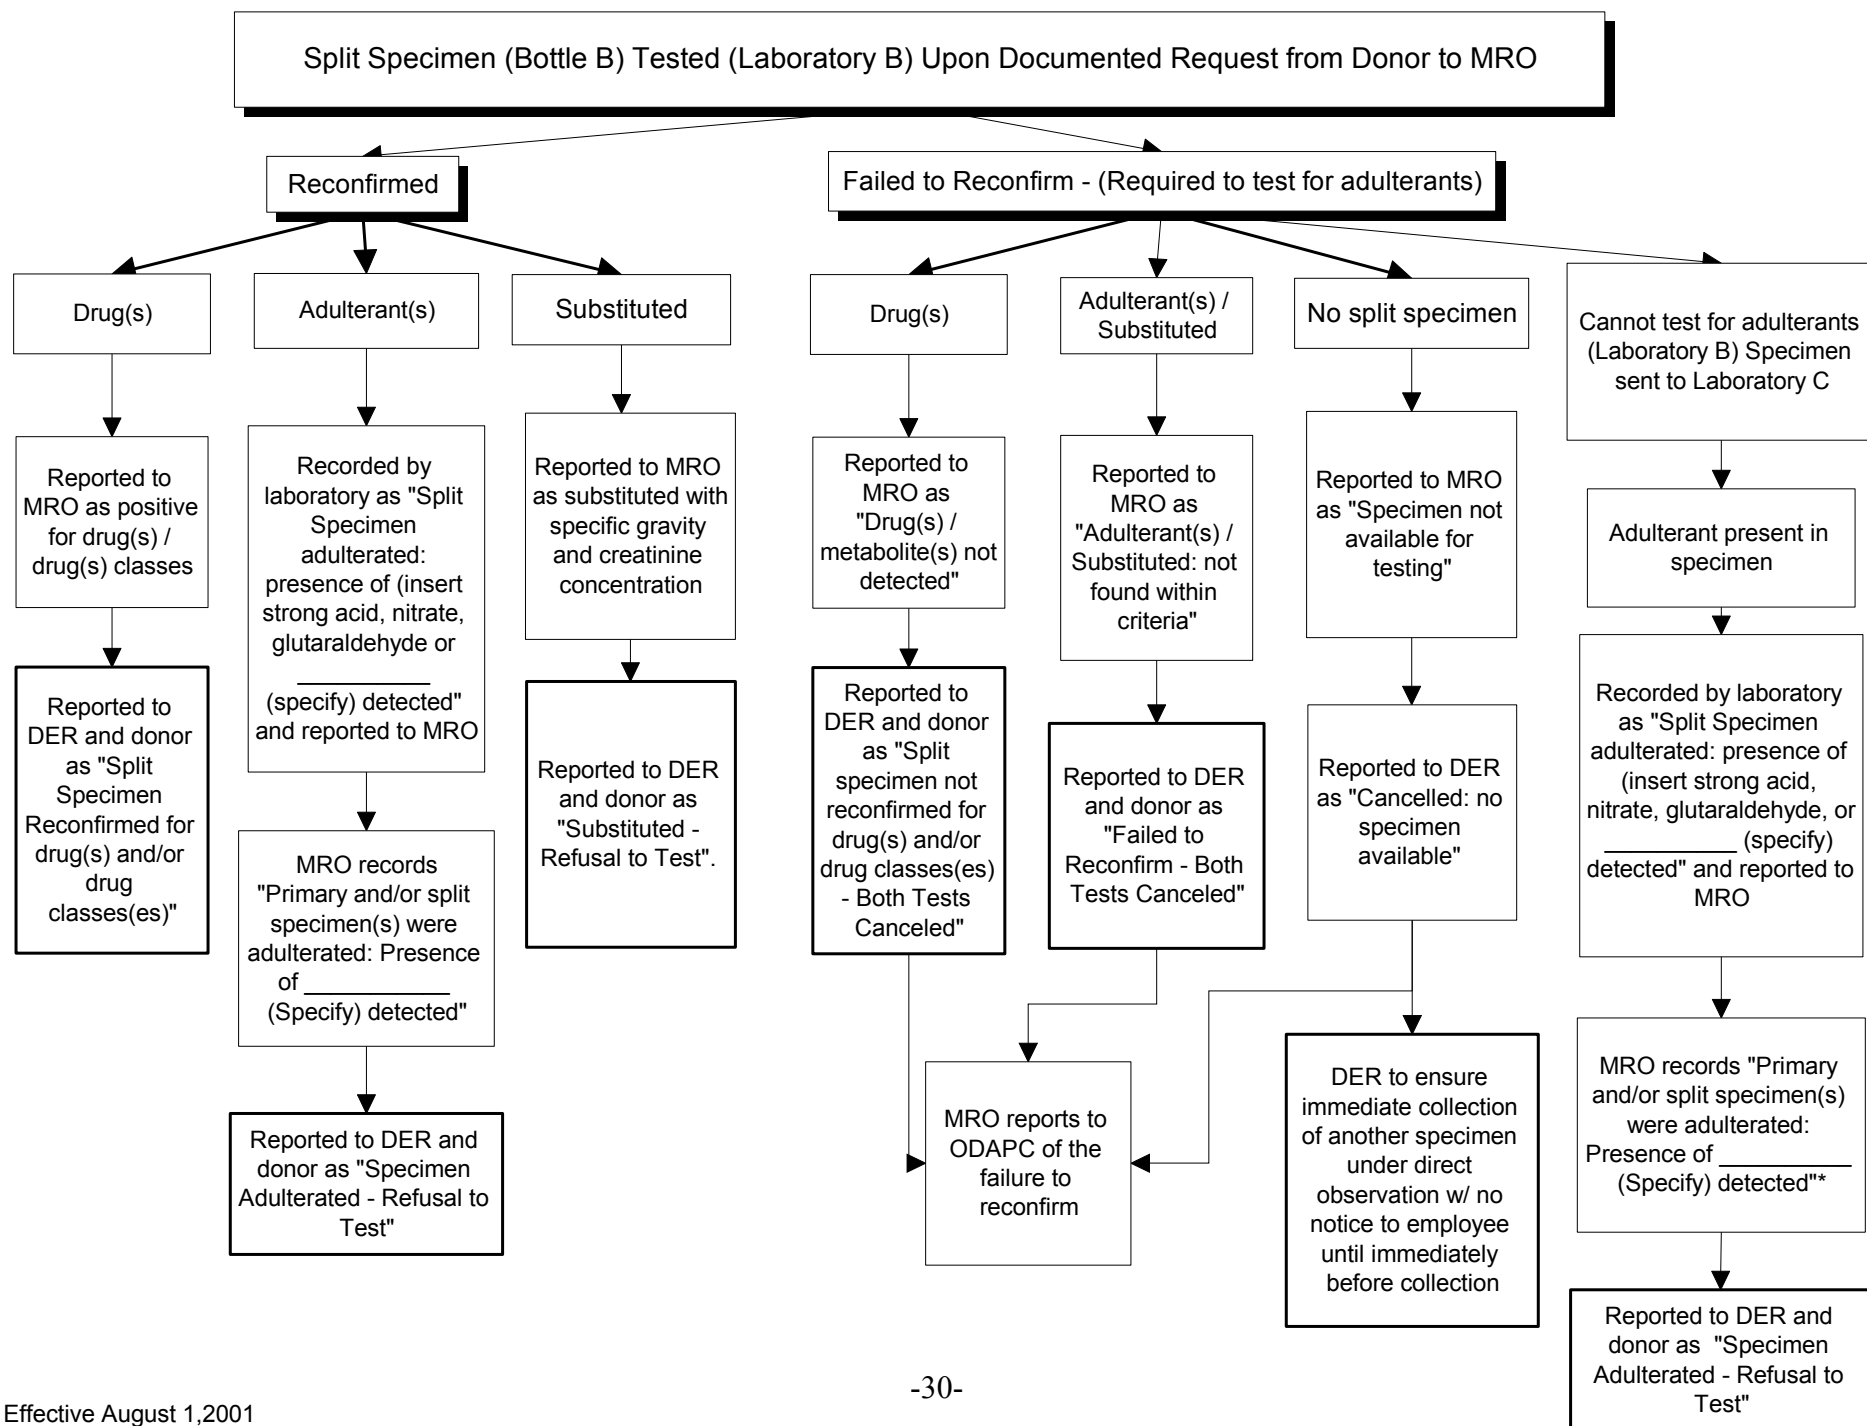 Split Specimen (Bottle B) Tested (Laboratory B) Upon Documented Request from Donor to MRO
Reconfirmed
Failed to Reconfirm - (Required to test for adulterants)
Drug(s)
Adulterant(s)
Substituted
Drug(s)
Adulterant(s) /
Substituted
No split specimen
Cannot test for adulterants
(Laboratory B) Specimen
sent to Laboratory C
Reported to
MRO as positive
for drug(s) /
drug(s) classes
Recorded by
laboratory as "Split
Specimen
adulterated:
presence of (insert
strong acid, nitrate,
glutaraldehyde or
___________
(specify) detected"
and reported to MRO
Reported to MRO
as substituted with
specific gravity
and creatinine
concentration
Reported to
MRO as
"Drug(s) /
metabolite(s) not
detected"
Reported to
MRO as
"Adulterant(s) /
Substituted: not
found within
criteria"
Reported to MRO
as "Specimen not
available for
testing"
Adulterant present in
specimen
Reported to
DER and donor
as "Split
Specimen
Reconfirmed for
drug(s) and/or
drug
classes(es)"
MRO records
"Primary and/or split
specimen(s) were
adulterated: Presence
of ____________
(Specify) detected"
Reported to DER
and donor as
"Substituted -
Refusal to Test".
Reported to
DER and donor
as "Split
specimen not
reconfirmed for
drug(s) and/or
drug classes(es)
- Both Tests
Canceled"
Reported to DER
and donor as
"Failed to
Reconfirm - Both
Tests Canceled"
Reported to DER
as "Cancelled: no
specimen
available"
Recorded by laboratory
as "Split Specimen
adulterated: presence of
(insert strong acid,
nitrate, glutaraldehyde, or
___________ (specify)
detected" and reported to
MRO
Reported to DER and
donor as "Specimen
Adulterated - Refusal to
Test"
MRO reports to
ODAPC of the
failure to
reconfirm
DER to ensure
immediate collection
of another specimen
under direct
observation w/ no
notice to employee
until immediately
before collection
MRO records "Primary
and/or split specimen(s)
were adulterated:
Presence of ___________
(Specify) detected"*
Reported to DER and
donor as "Specimen
Adulterated - Refusal to
Test"
-30-
Effective August 1,2001